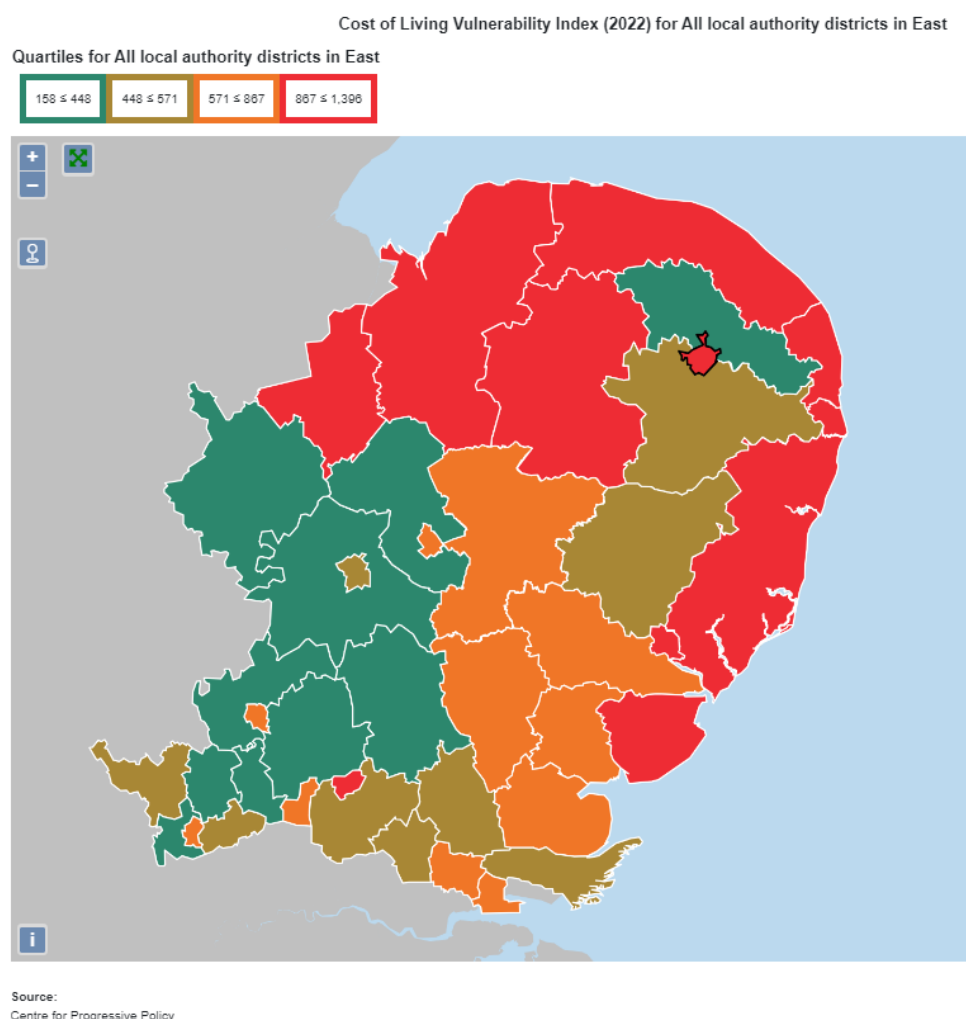 Cost of Living Vulnerability Index (2022) for All local authority districts in East
Quartiles for All local authority districts in East
158 ≤ 448 448 ≤ 571 571 ≤ 867 867 ≤ 1,396
+
−
i
Source:
Centre for Progressive Policy